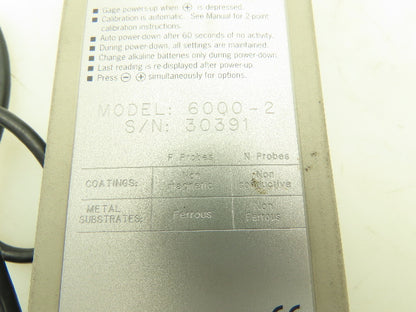 ■ Gage powers-up when ⊕ is depressed.
■ Calibration is automatic. See Manual for 2-point
calibration instructions.
■ Auto power-down after 60 seconds of no activity.
■ During power-down, all settings are maintained.
■ Change alkaline batteries only during power-down.
■ Last reading is re-displayed after power-up.
■ Press ⊖ ⊕ simultaneously for options.
MODEL: 6000-2
S/N: 30391
F Probes N Probes
COATINGS: Non magnetic Non conductive
METAL SUBSTRATES: Ferrous Non Ferrous
CE